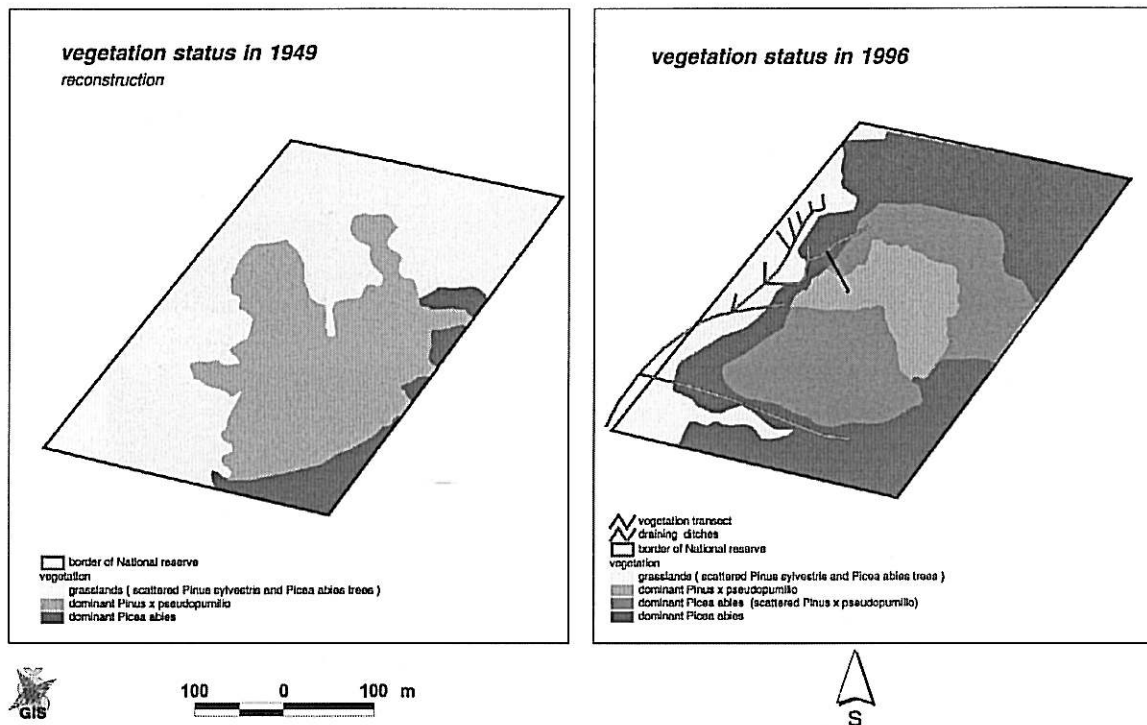 vegetation status in 1949
reconstruction
border of National reserve
vegetation
grasslands ( scattered Pinus sylvestris and Picea abies trees )
dominant Pinus x pseudopumilio
dominant Picea abies
vegetation status in 1996
vegetation transect
draining ditches
border of National reserve
vegetation
grasslands ( scattered Pinus sylvestris and Picea abies trees )
dominant Pinus x pseudopumilio
dominant Picea abies (scattered Pinus x pseudopumilio)
dominant Picea abies
GIS
100 0 100 m
S